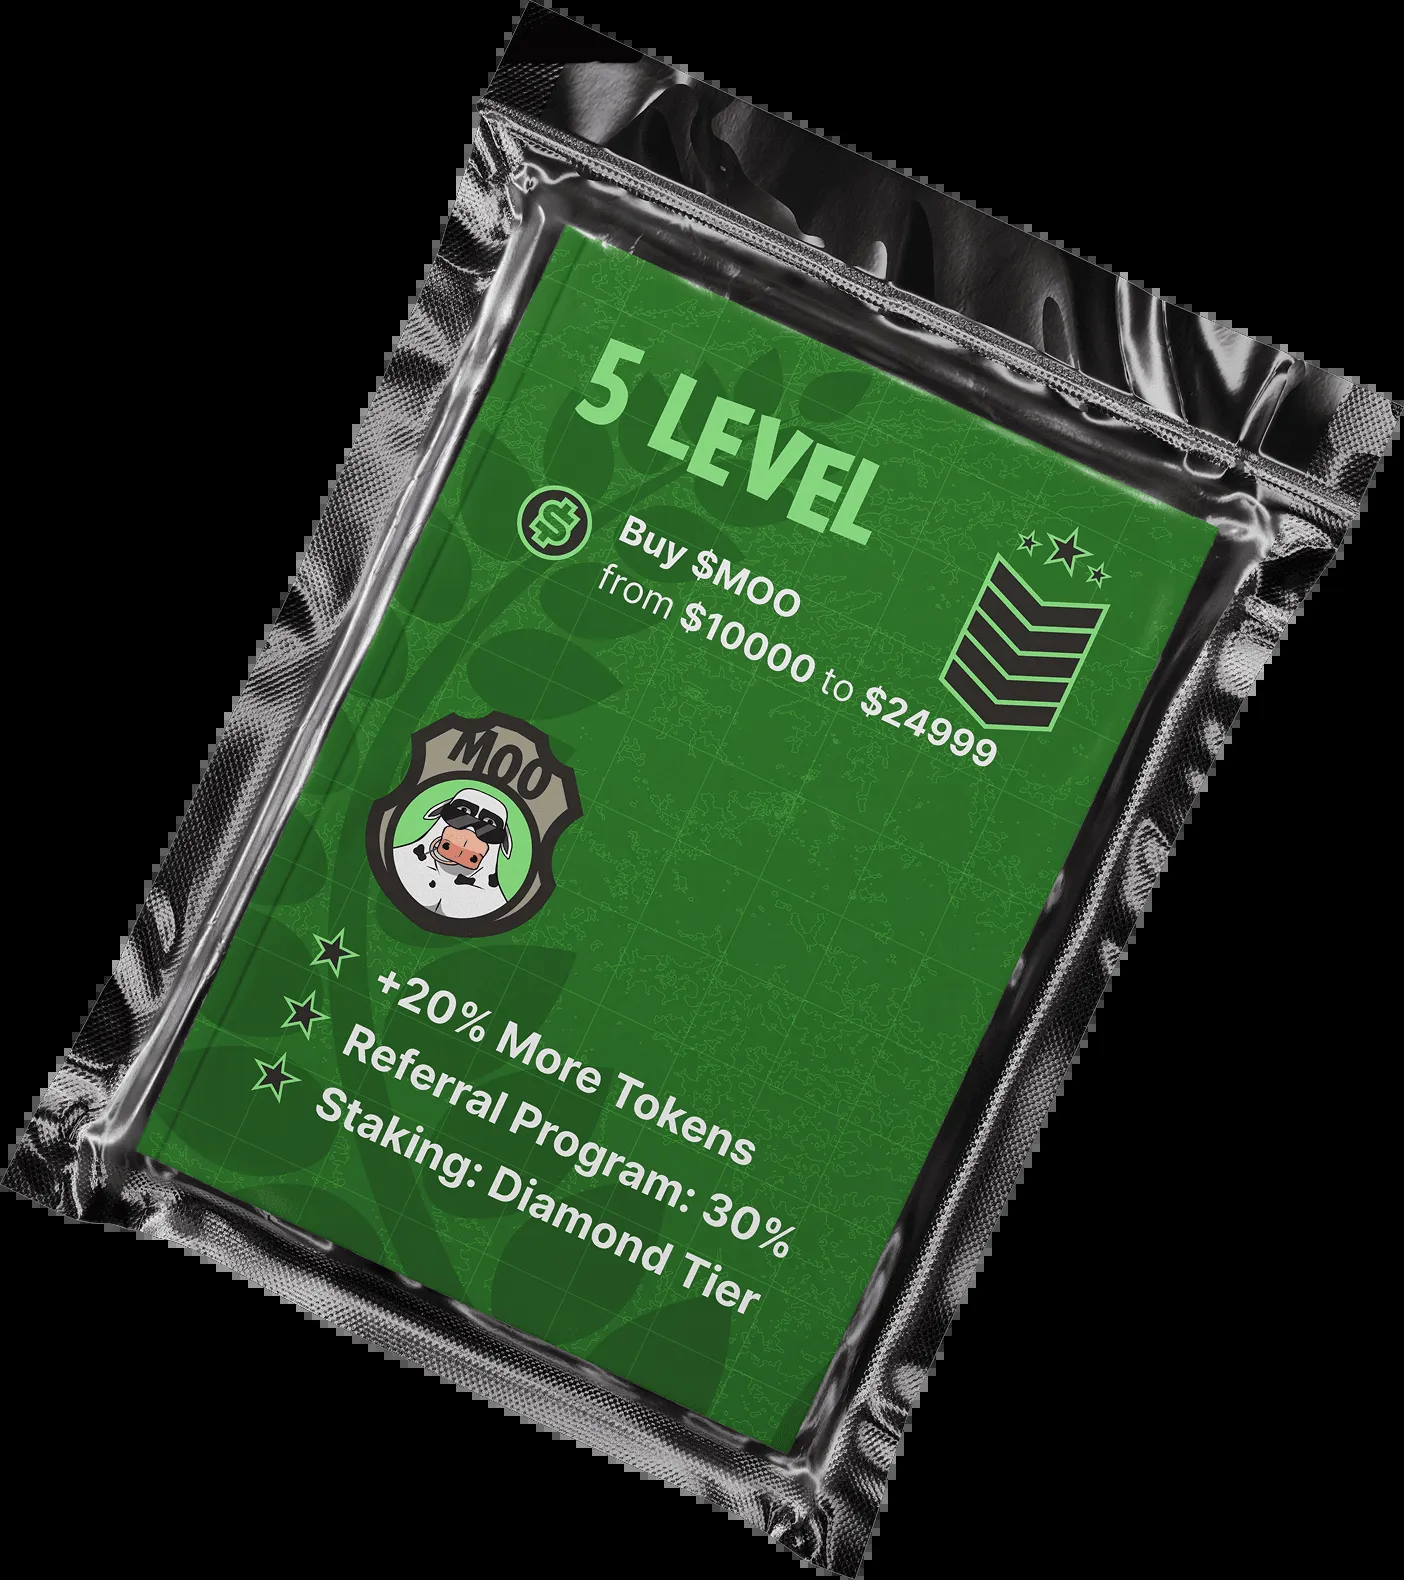 5 LEVEL
Buy $MOO
from $10000 to $24999
MOO
+20% More Tokens
Referral Program: 30%
Staking: Diamond Tier